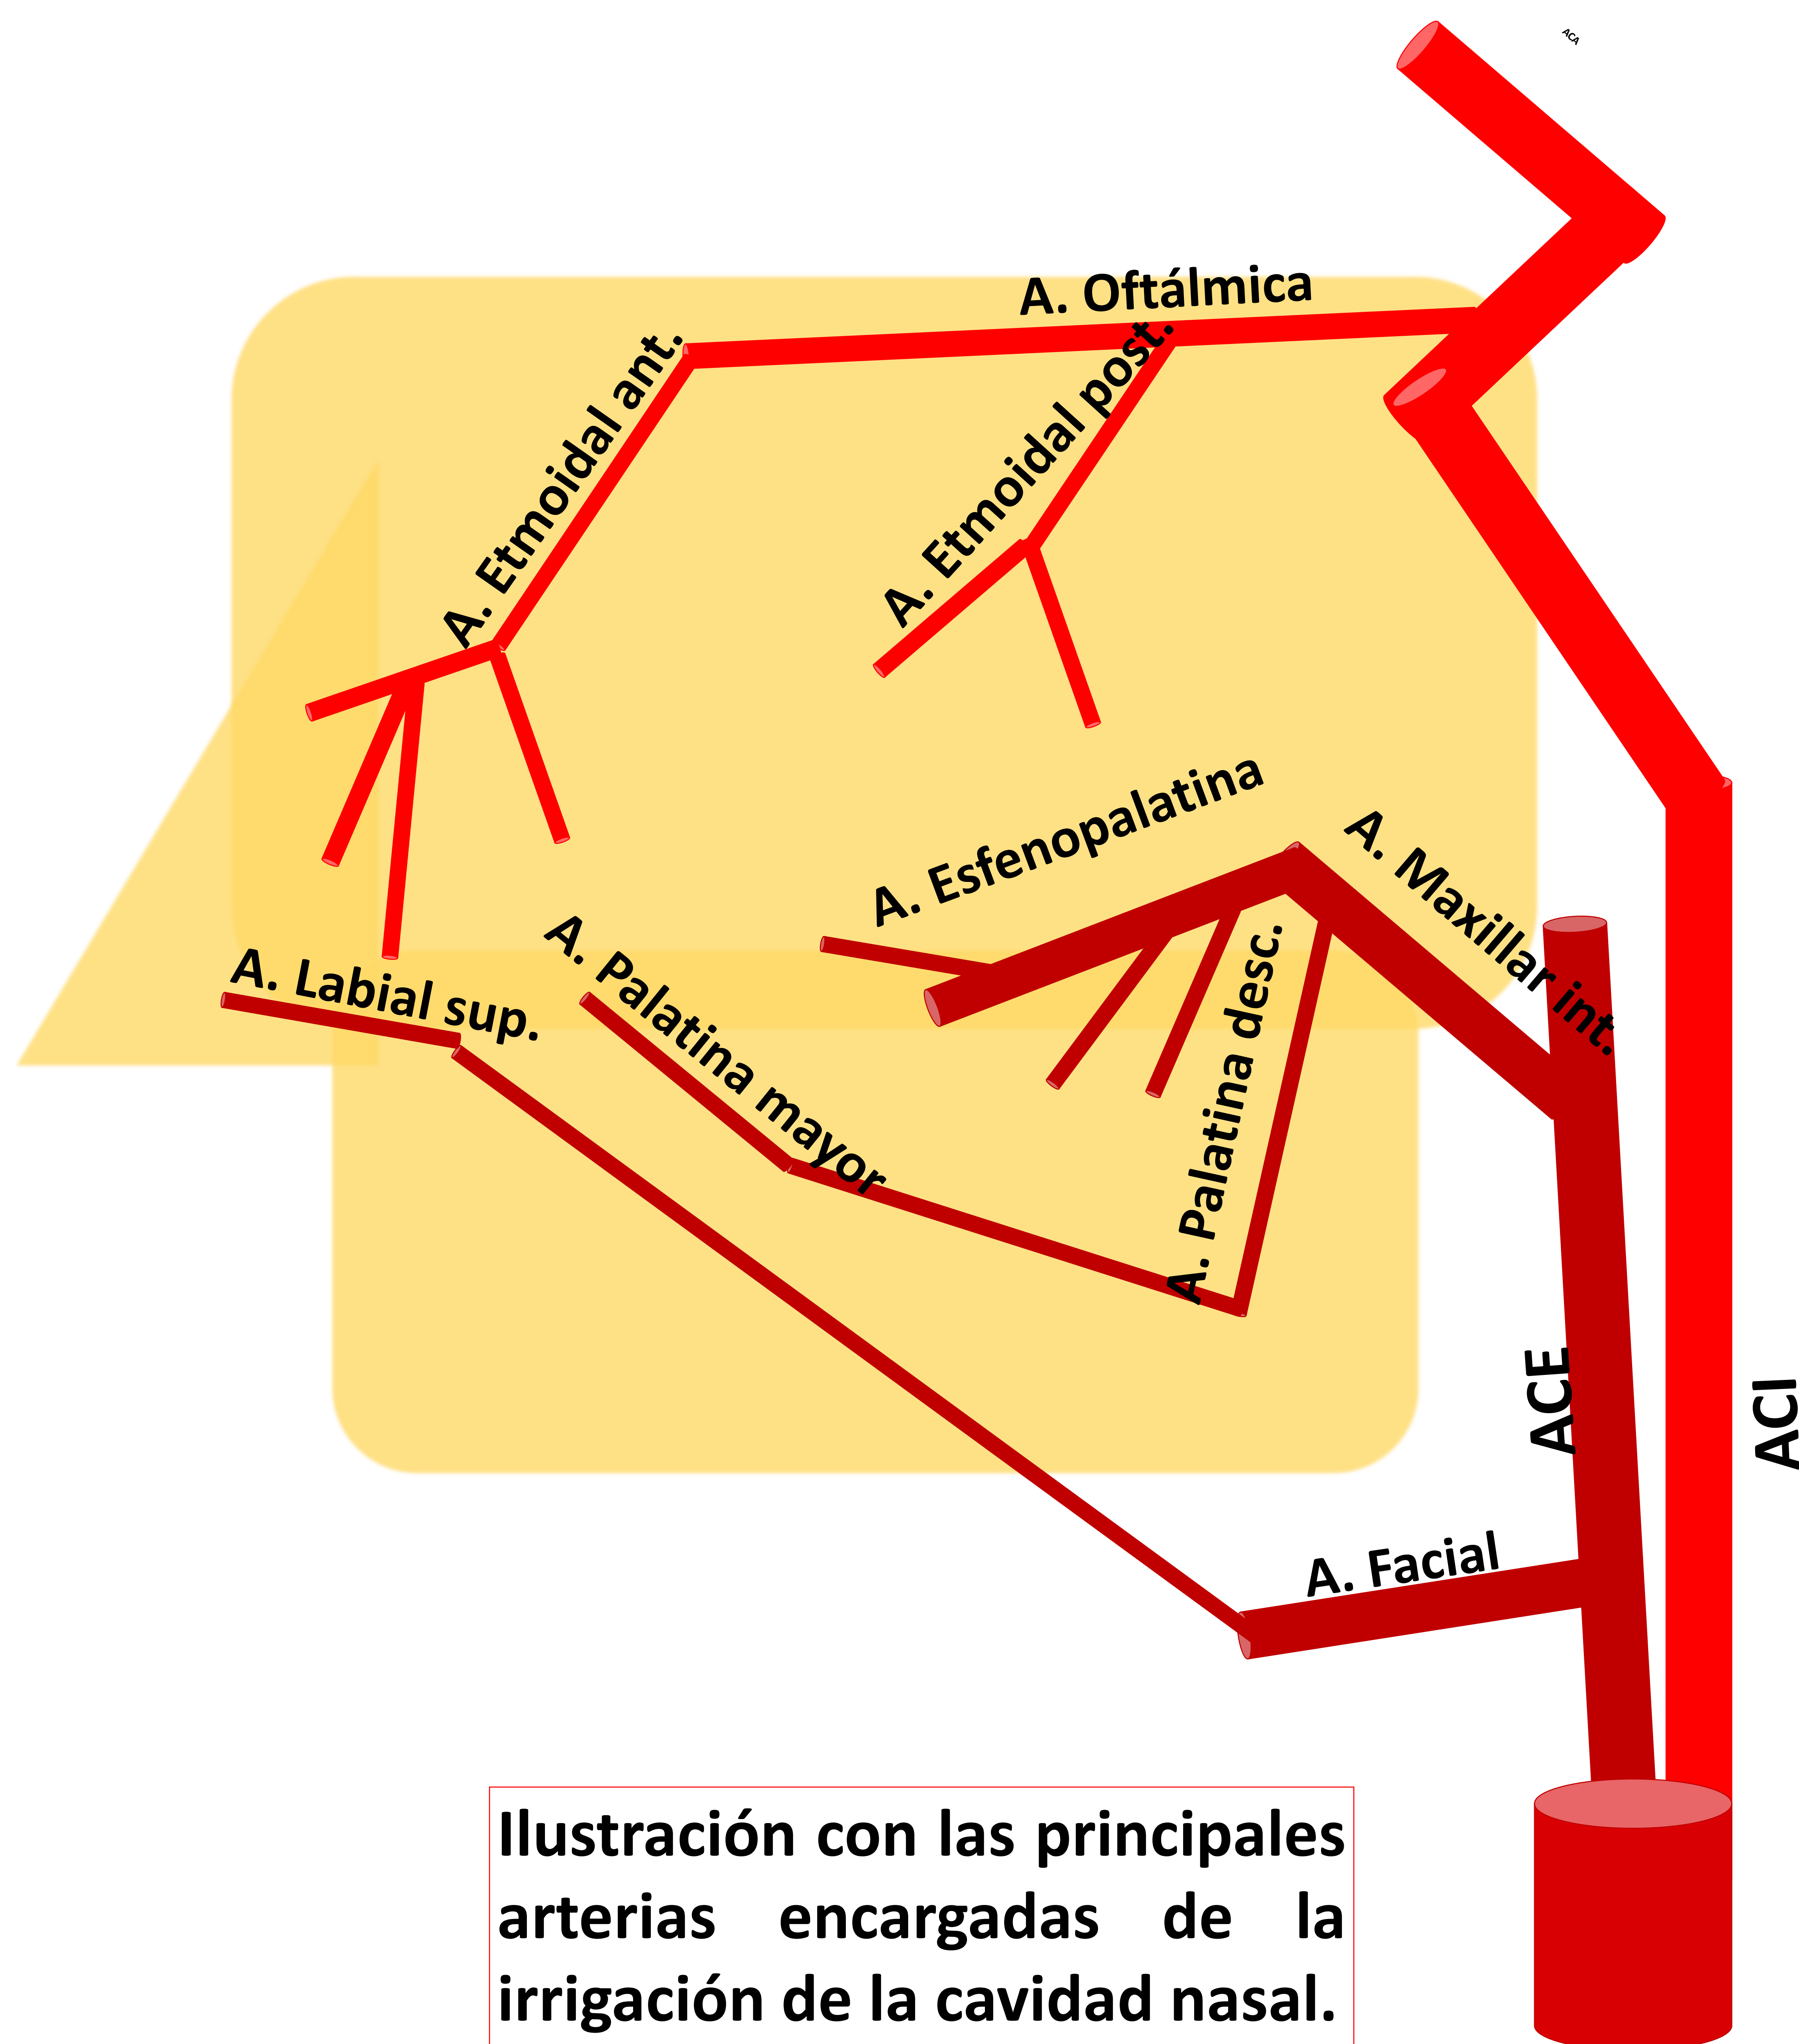 ACA
A. Oftálmica
A. Etmoidal ant.
A. Etmoidal post.
A. Esfenopalatina
A. Maxillar int.
A. Labial sup.
A. Palatina mayor
A. Palatina desc.
ACE
ACI
A. Facial
Ilustración con las principales
arterias encargadas de la
irrigación de la cavidad nasal.